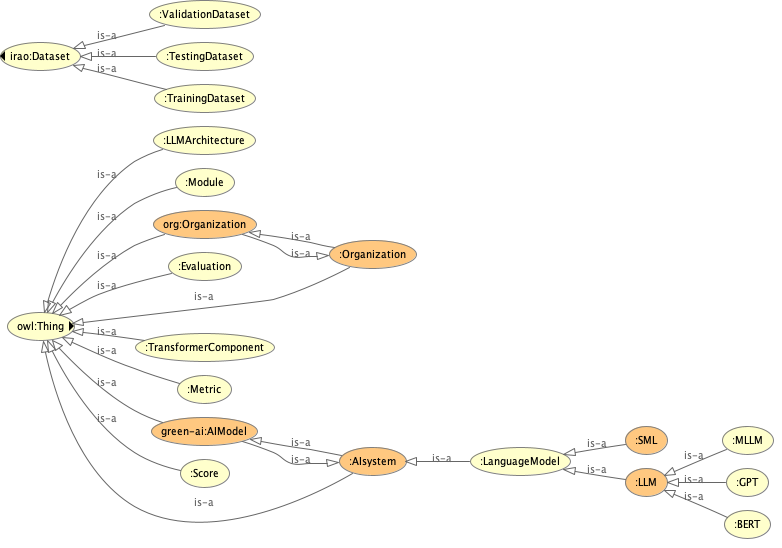 :ValidationDataset
is-a
irao:Dataset
is-a
:TestingDataset
is-a
:TrainingDataset
:LLMArchitecture
is-a
:Module
is-a
org:Organization
is-a
is-a
:Organization
is-a
:Evaluation
is-a
is-a
owl:Thing
is-a
:TransformerComponent
is-a
:Metric
is-a
green-ai:AIModel
is-a
is-a
:AIsystem
is-a
:LanguageModel
is-a
:SML
is-a
:LLM
is-a
:MLLM
is-a
:GPT
is-a
:BERT
:Score
is-a